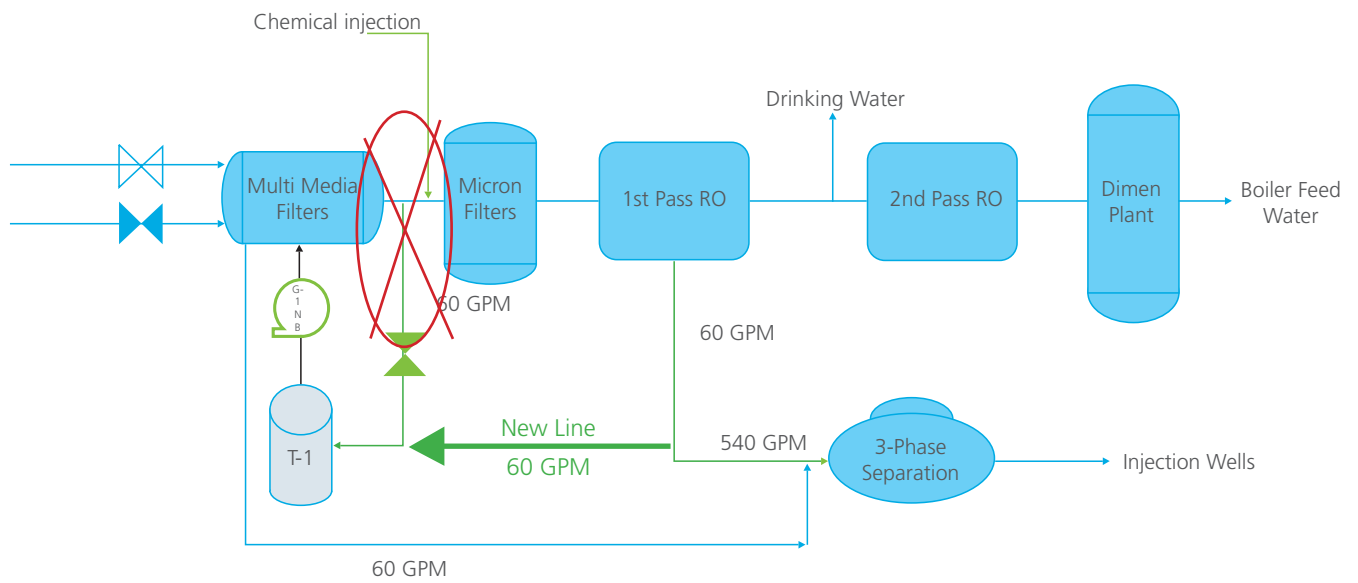 Chemical injection
Drinking Water
Multi Media
Filters
Micron
Filters
1st Pass RO
2nd Pass RO
Dimen
Plant
Boiler Feed
Water
G-
1
N
B
60 GPM
60 GPM
New Line
60 GPM
540 GPM
T-1
3-Phase
Separation
Injection Wells
60 GPM